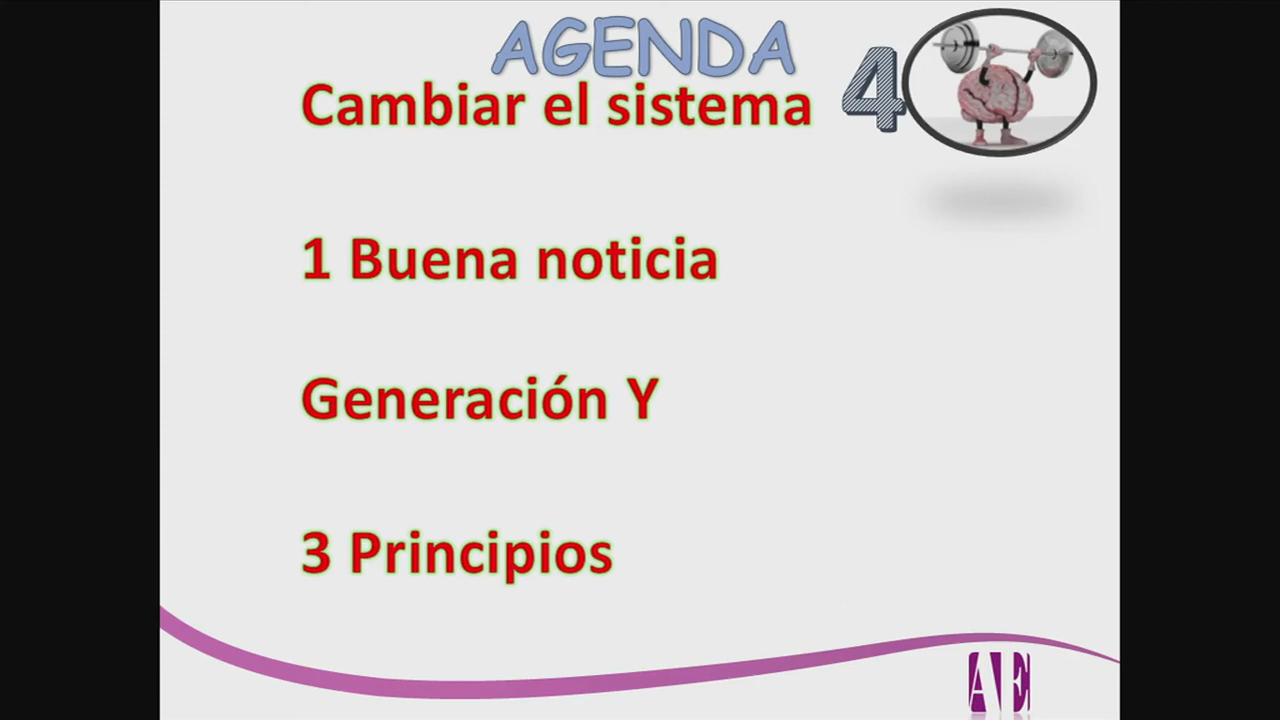 AGENDA
Cambiar el sistema
4
1 Buena noticia
Generación Y
3 Principios
AE